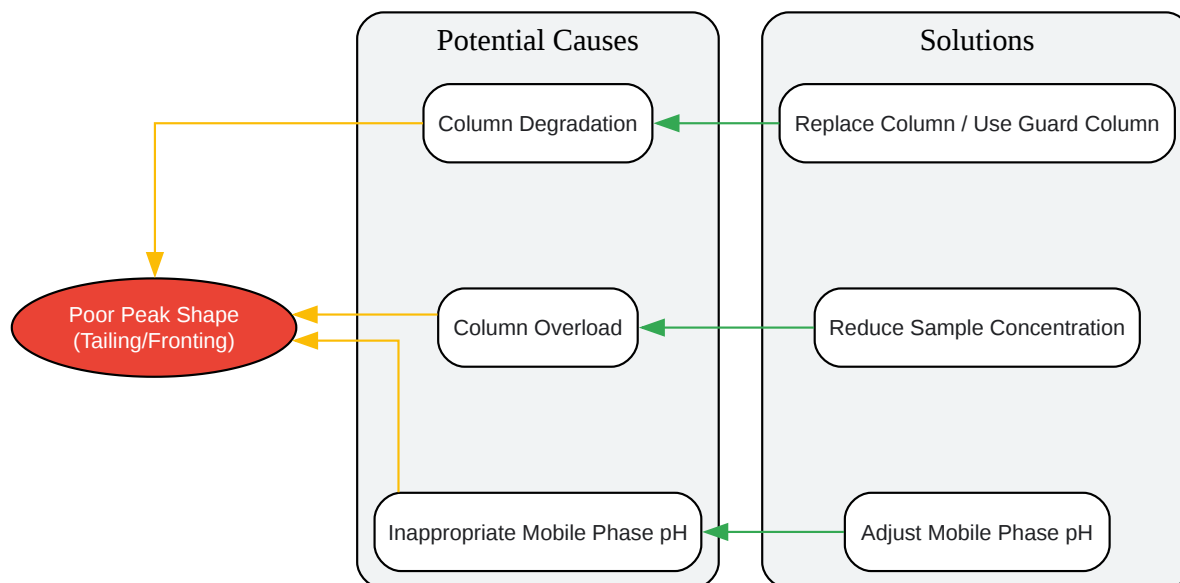 Potential Causes
Solutions
Column Degradation
Replace Column / Use Guard Column
Poor Peak Shape
(Tailing/Fronting)
Column Overload
Reduce Sample Concentration
Inappropriate Mobile Phase pH
Adjust Mobile Phase pH